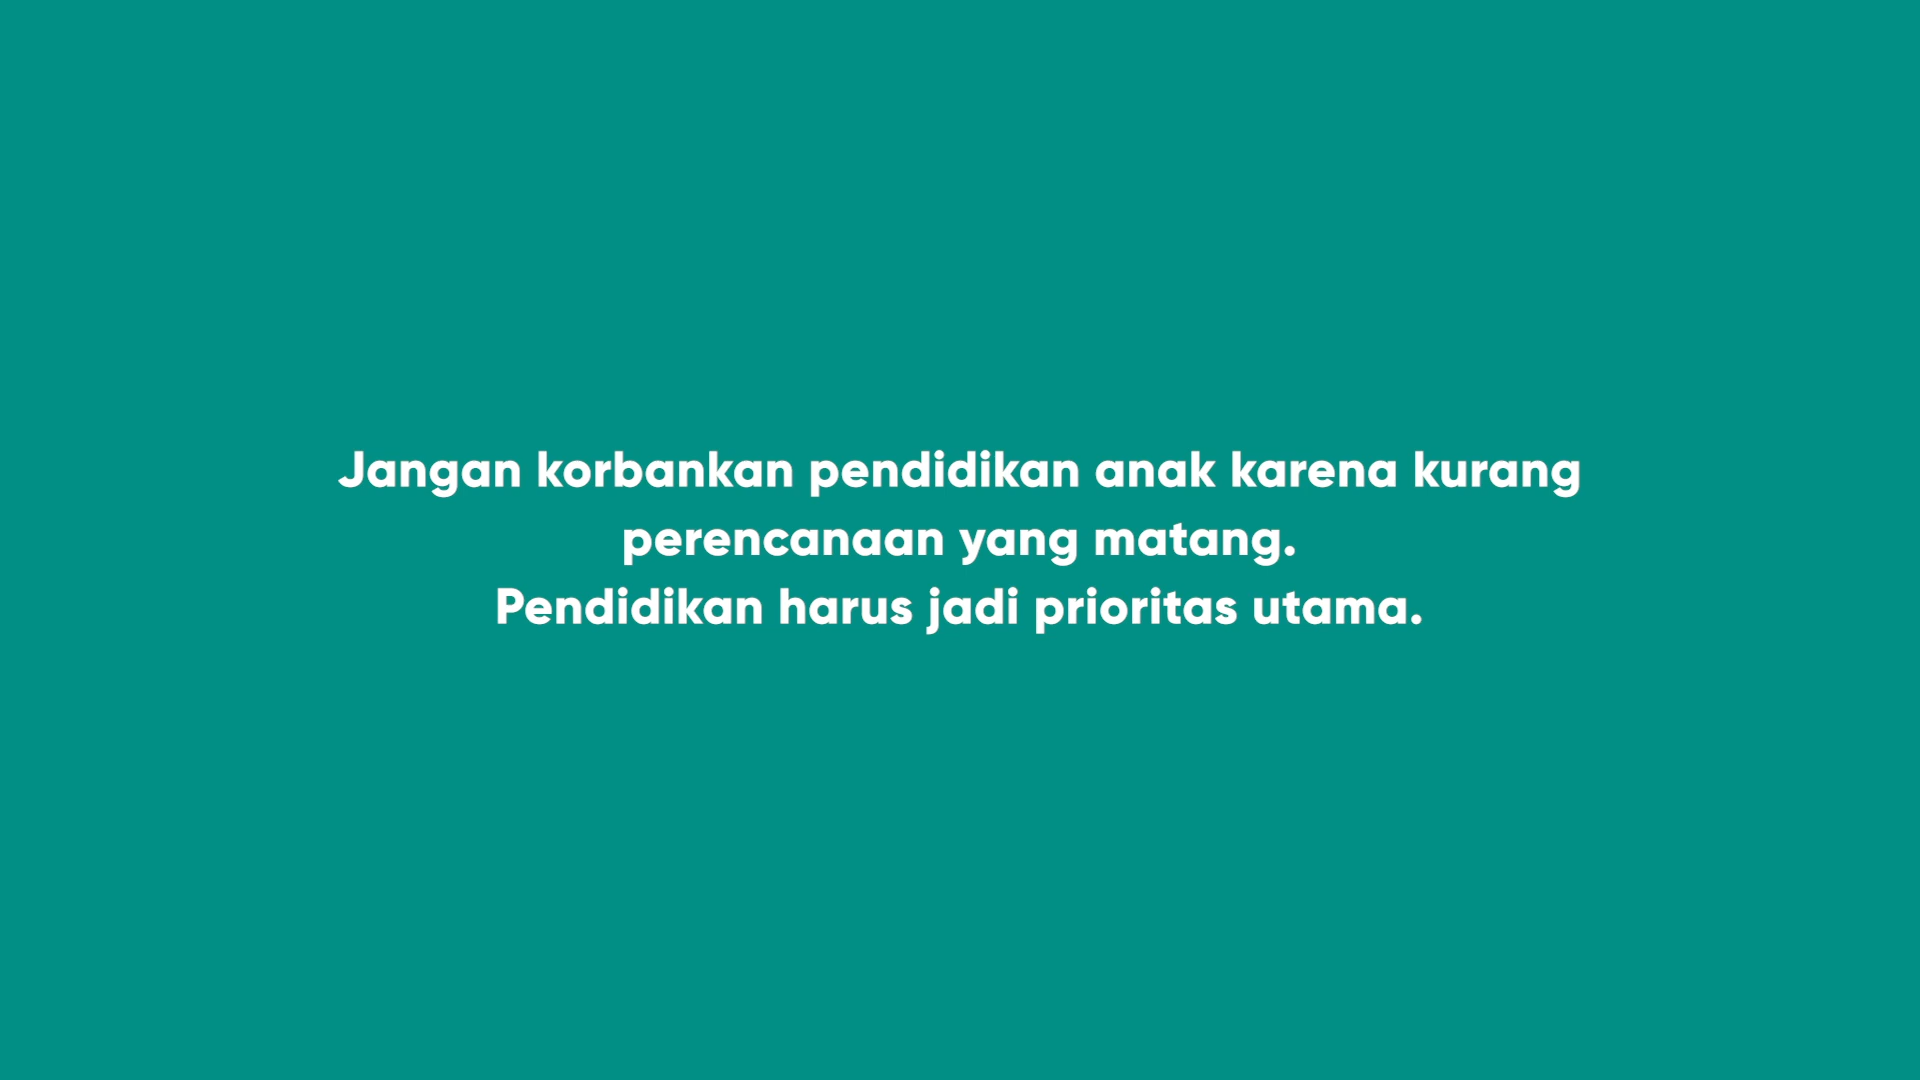 Jangan korbankan pendidikan anak karena kurang
perencanaan yang matang.
Pendidikan harus jadi prioritas utama.